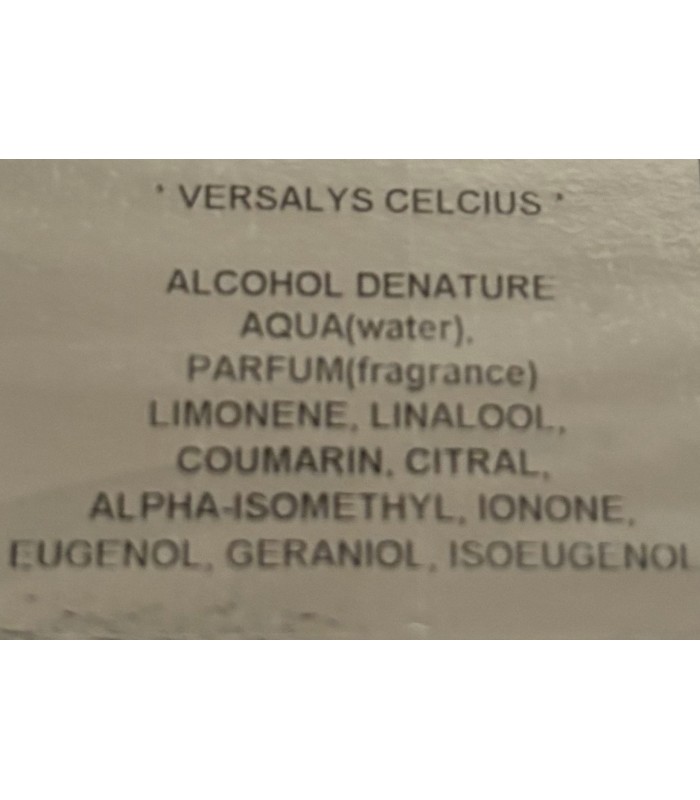 ' VERSALYS CELCIUS '
ALCOHOL DENATURE
AQUA(water),
PARFUM(fragrance)
LIMONENE, LINALOOL,
COUMARIN, CITRAL,
ALPHA-ISOMETHYL, IONONE,
EUGENOL, GERANIOL, ISOEUGENOL